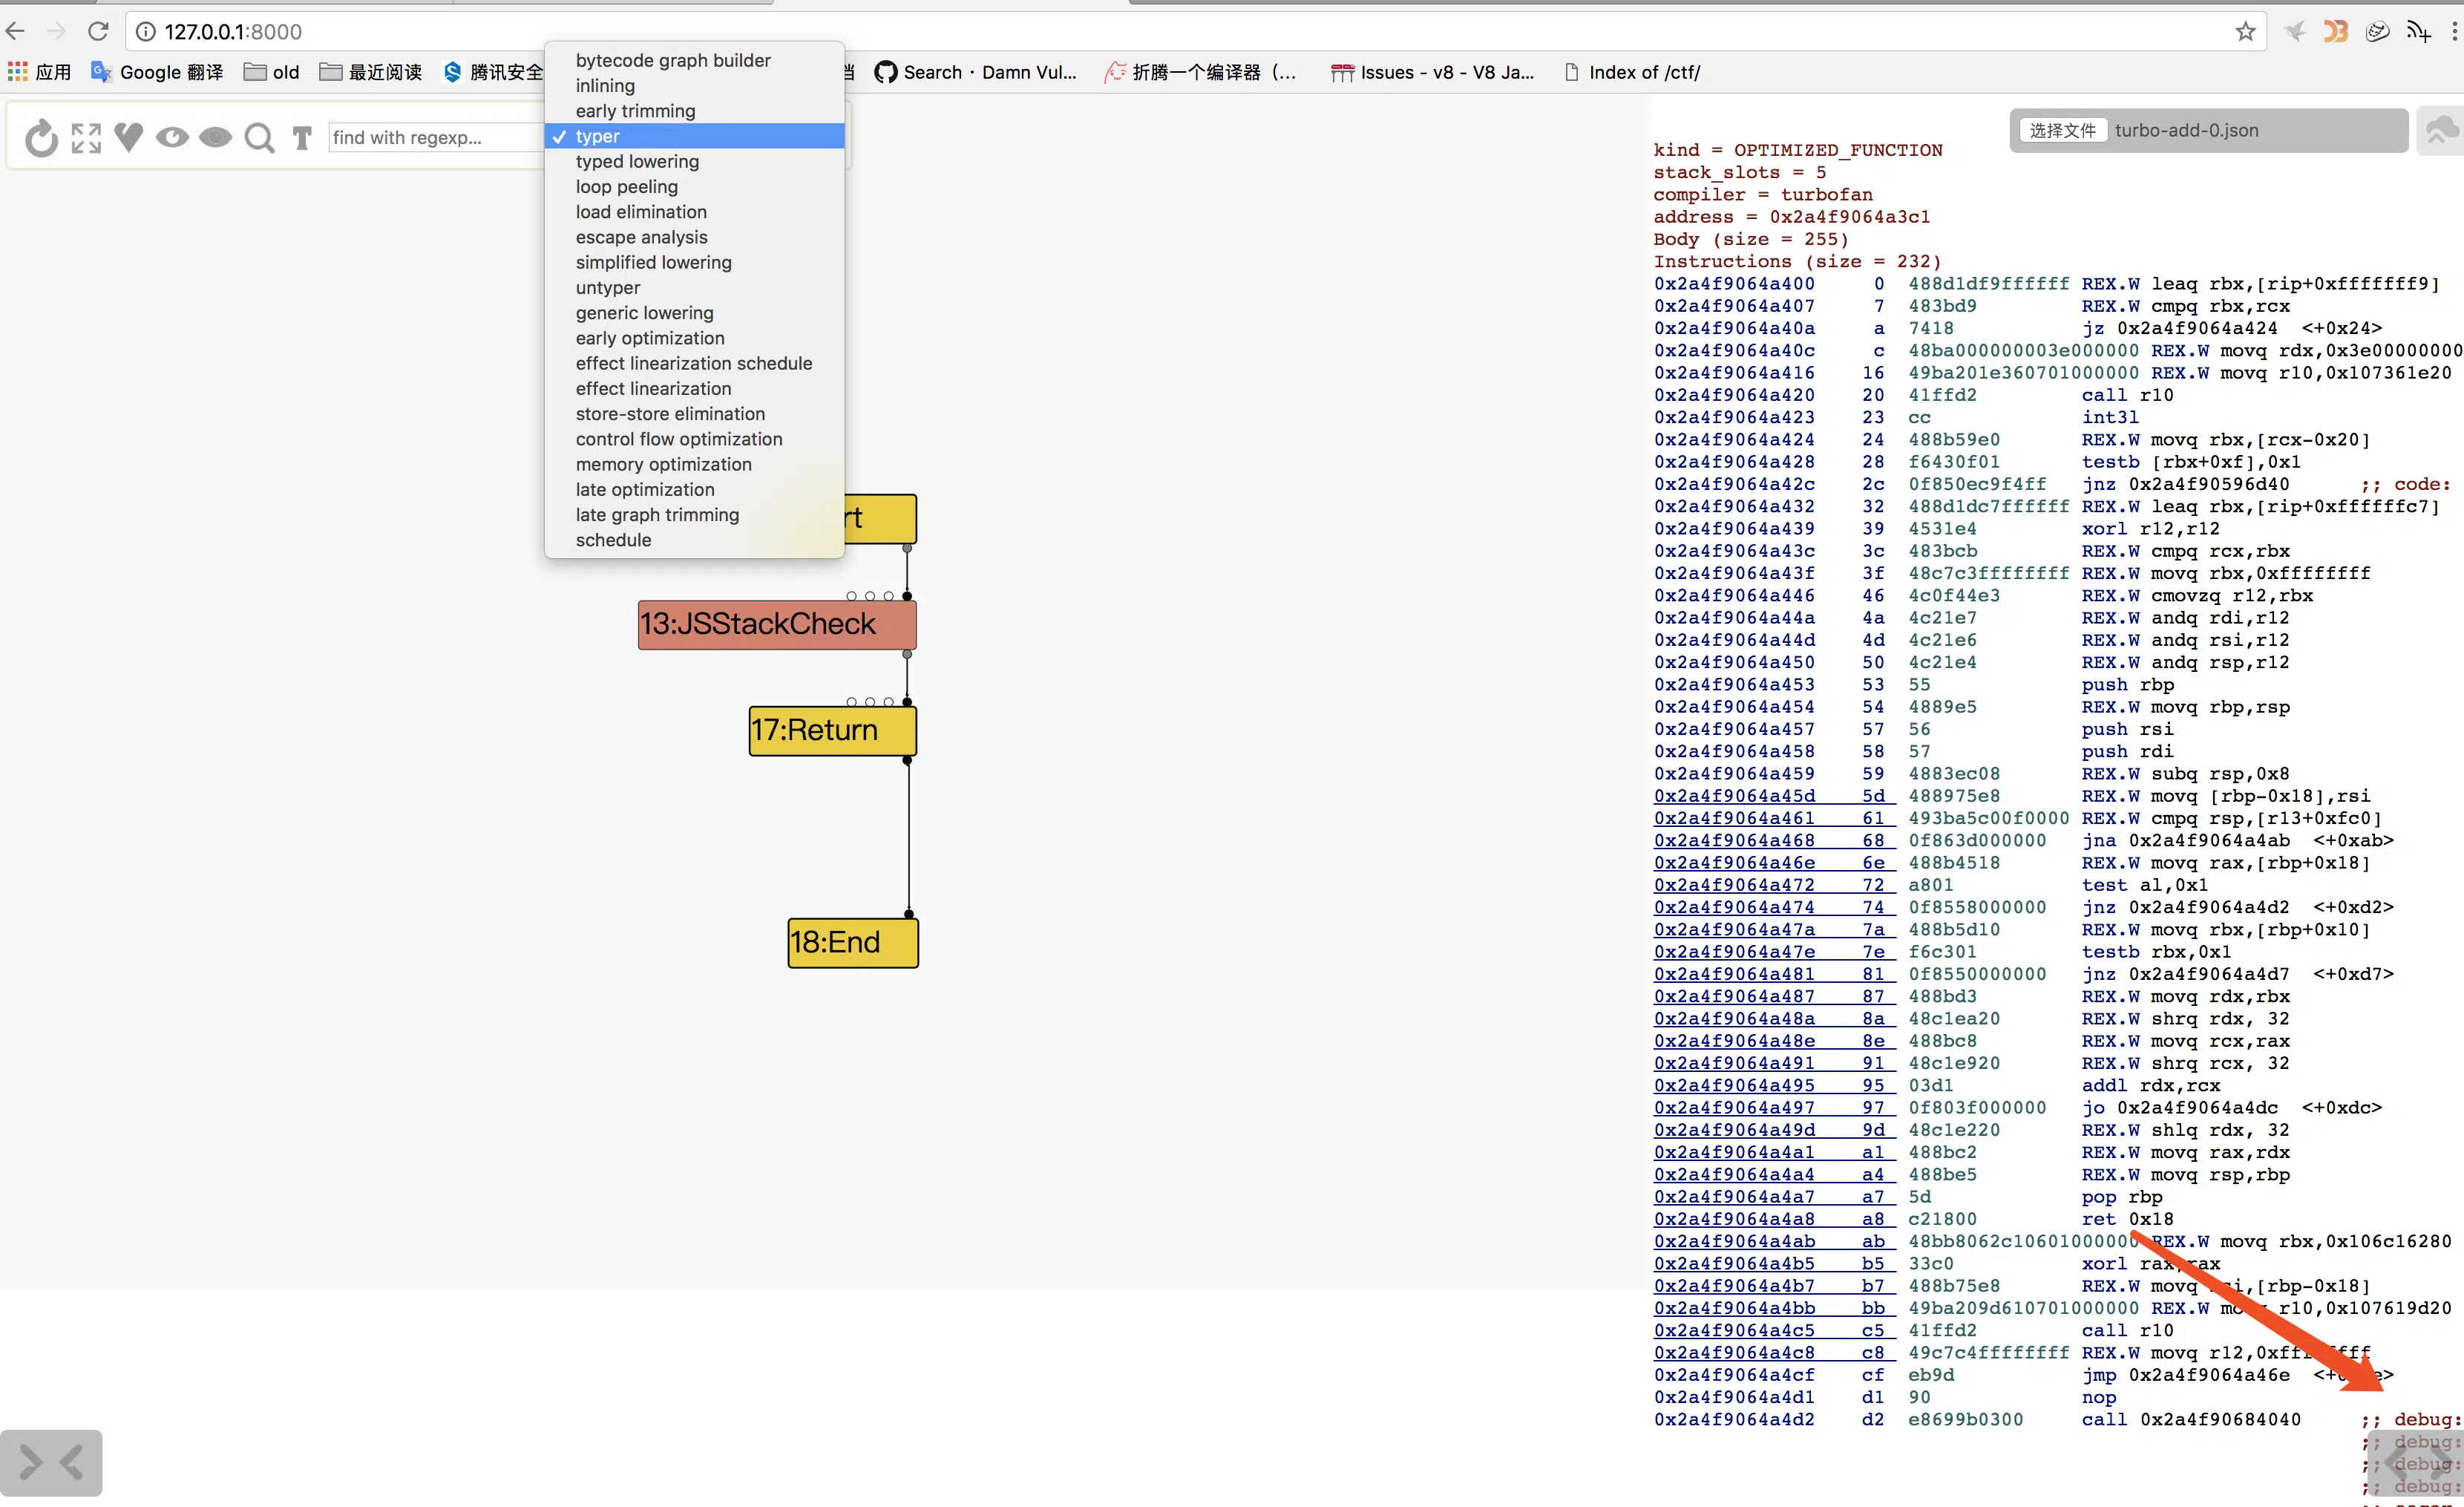 127.0.0.1:8000
应用 Google 翻译 old 最近阅读 腾讯安全 Search · Damn Vul... 折腾一个编译器（... Issues - v8 - V8 Ja... Index of /ctf/
bytecode graph builder
inlining
early trimming
find with regexp...
✓ typer
typed lowering
loop peeling
load elimination
escape analysis
simplified lowering
untyper
generic lowering
early optimization
effect linearization schedule
effect linearization
store-store elimination
control flow optimization
memory optimization
late optimization
late graph trimming
schedule
rt
13:JSStackCheck
17:Return
18:End
选择文件 turbo-add-0.json
kind = OPTIMIZED_FUNCTION
stack_slots = 5
compiler = turbofan
address = 0x2a4f9064a3c1
Body (size = 255)
Instructions (size = 232)
0x2a4f9064a400 0 488d1df9ffffff REX.W leaq rbx,[rip+0xfffffff9]
0x2a4f9064a407 7 483bd9 REX.W cmpq rbx,rcx
0x2a4f9064a40a a 7418 jz 0x2a4f9064a424 <+0x24>
0x2a4f9064a40c c 48ba000000003e000000 REX.W movq rdx,0x3e00000000
0x2a4f9064a416 16 49ba201e360701000000 REX.W movq r10,0x107361e20
0x2a4f9064a420 20 41ffd2 call r10
0x2a4f9064a423 23 cc int3l
0x2a4f9064a424 24 488b59e0 REX.W movq rbx,[rcx-0x20]
0x2a4f9064a428 28 f6430f01 testb [rbx+0xf],0x1
0x2a4f9064a42c 2c 0f850ec9f4ff jnz 0x2a4f90596d40 ;; code:
0x2a4f9064a432 32 488d1dc7ffffff REX.W leaq rbx,[rip+0xffffffc7]
0x2a4f9064a439 39 4531e4 xorl r12,r12
0x2a4f9064a43c 3c 483bcb REX.W cmpq rcx,rbx
0x2a4f9064a43f 3f 48c7c3ffffffff REX.W movq rbx,0xffffffff
0x2a4f9064a446 46 4c0f44e3 REX.W cmovzq r12,rbx
0x2a4f9064a44a 4a 4c21e7 REX.W andq rdi,r12
0x2a4f9064a44d 4d 4c21e6 REX.W andq rsi,r12
0x2a4f9064a450 50 4c21e4 REX.W andq rsp,r12
0x2a4f9064a453 53 55 push rbp
0x2a4f9064a454 54 4889e5 REX.W movq rbp,rsp
0x2a4f9064a457 57 56 push rsi
0x2a4f9064a458 58 57 push rdi
0x2a4f9064a459 59 4883ec08 REX.W subq rsp,0x8
0x2a4f9064a45d 5d 488975e8 REX.W movq [rbp-0x18],rsi
0x2a4f9064a461 61 493ba5c00f0000 REX.W cmpq rsp,[r13+0xfc0]
0x2a4f9064a468 68 0f863d000000 jna 0x2a4f9064a4ab <+0xab>
0x2a4f9064a46e 6e 488b4518 REX.W movq rax,[rbp+0x18]
0x2a4f9064a472 72 a801 test al,0x1
0x2a4f9064a474 74 0f8558000000 jnz 0x2a4f9064a4d2 <+0xd2>
0x2a4f9064a47a 7a 488b5d10 REX.W movq rbx,[rbp+0x10]
0x2a4f9064a47e 7e f6c301 testb rbx,0x1
0x2a4f9064a481 81 0f8550000000 jnz 0x2a4f9064a4d7 <+0xd7>
0x2a4f9064a487 87 488bd3 REX.W movq rdx,rbx
0x2a4f9064a48a 8a 48c1ea20 REX.W shrq rdx, 32
0x2a4f9064a48e 8e 488bc8 REX.W movq rcx,rax
0x2a4f9064a491 91 48c1e920 REX.W shrq rcx, 32
0x2a4f9064a495 95 03d1 addl rdx,rcx
0x2a4f9064a497 97 0f803f000000 jo 0x2a4f9064a4dc <+0xdc>
0x2a4f9064a49d 9d 48c1e220 REX.W shlq rdx, 32
0x2a4f9064a4a1 a1 488bc2 REX.W movq rax,rdx
0x2a4f9064a4a4 a4 488be5 REX.W movq rsp,rbp
0x2a4f9064a4a7 a7 5d pop rbp
0x2a4f9064a4a8 a8 c21800 ret 0x18
0x2a4f9064a4ab ab 48bb8062c10601000000 REX.W movq rbx,0x106c16280
0x2a4f9064a4b5 b5 33c0 xorl rax,rax
0x2a4f9064a4b7 b7 488b75e8 REX.W movq rsi,[rbp-0x18]
0x2a4f9064a4bb bb 49ba209d610701000000 REX.W movq r10,0x107619d20
0x2a4f9064a4c5 c5 41ffd2 call r10
0x2a4f9064a4c8 c8 49c7c4ffffffff REX.W movq r12,0xffffffff
0x2a4f9064a4cf cf eb9d jmp 0x2a4f9064a46e
0x2a4f9064a4d1 d1 90 nop
0x2a4f9064a4d2 d2 e8699b0300 call 0x2a4f90684040 ;; debug:
;; debug:
;; debug:
;; debug: